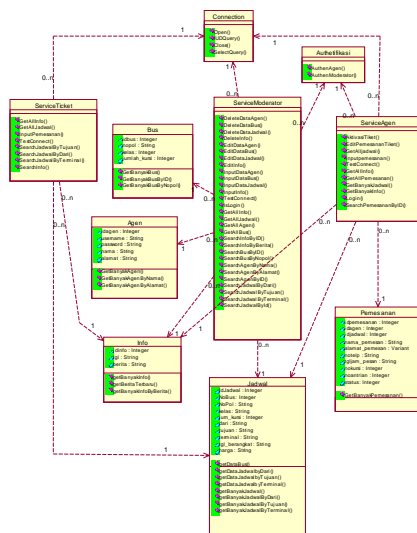 Connection
Open()
UIDQuery()
Close()
SelectQuery()
Authetifikasi
AuthenAgen()
AuthenModerator()
ServiceTicket
GetAllInfo()
GetAllJadwal()
InputPemesanan()
TestConnect()
SearchJadwalByTujuan()
SearchJadwalByDari()
SearchJadwalByTerminal()
SearchInfo()
Bus
idbus : Integer
nopol : String
kelas : Integer
jumlah_kursi : Integer
GetBanyakBus()
GetBanyakBusByID()
GetBanyakBusByNopol()
ServiceModerator
DeleteDataAgen()
DeleteDataBus()
DeleteDataJadwal()
DeleteInfo()
EditDataAgen()
EditDataBus()
EditDataJadwal()
EditInfo()
InputDataAgen()
InputDataBus()
InputDataJadwal()
InputInfo()
TestConnect()
IsLogin()
GetAllInfo()
GetAllJadwal()
GetAllAgen()
GetAllBus()
SearchInfoByID()
SearchInfoByBerita()
SearchBusByID()
SearchBusByNopol()
SearchAgenByNama()
SearchAgenByAlamat()
SearchAgenByID()
SearchJadwalByDari()
SearchJadwalByTujuan()
SearchJadwalByTerminal()
SearchJadwalById()
ServiceAgen
AktivasiTiket()
EditPemesananTiket()
GetAllJadwal()
Inputpemesanan()
TestConnect()
GetAllInfo()
GetAllPemesanan()
GetBanyakJadwal()
GetBanyakInfo()
Login()
SearchPemesananByID()
Agen
idagen : Integer
username : String
password : String
nama : String
alamat : String
GetBanyakAgen()
GetBanyakAgenByNama()
GetBanyakAgenByAlamat()
Info
idinfo : Integer
tgl : String
berita : String
getBanyakInfo()
getBeritaTerbaru()
getBanyakInfoByBerita()
Pemesanan
idpemesanan : Integer
idagen : Integer
idjadwal : Integer
nama_pemesan : String
alamat_pemesan : Variant
notelp : String
tgljam_pesan : String
nokursi : Integer
noantrian : Integer
status : Integer
GetBanyakPemesanan()
Jadwal
idJadwal : Integer
NoBus : Integer
NoPol : String
kelas : String
jum_kursi : Integer
dari : String
tujuan : String
terminal : String
tgl_berangkat : String
harga : String
getDataBus()
getDataJadwalbyDari()
getDataJadwalbyTujuan()
getDataJadwalbyTerminal()
getBanyakJadwal()
getBanyakJadwalByDari()
getBanyakJadwalByTujuan()
getBanyakJadwalByTerminal()